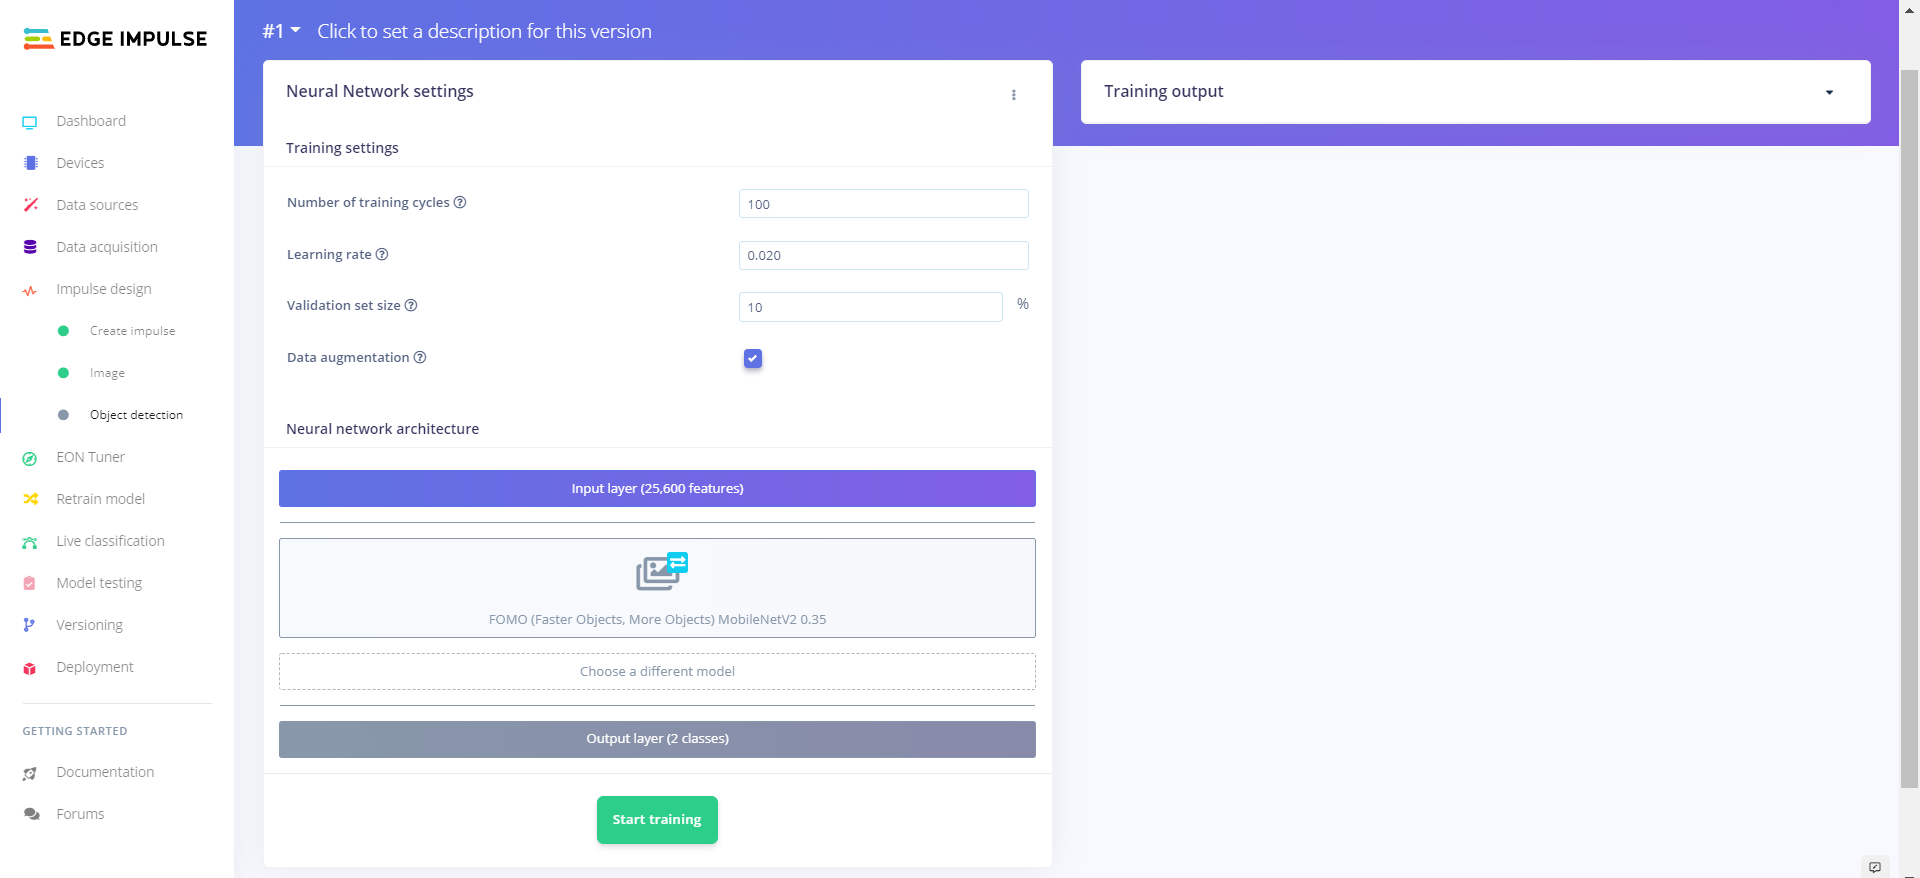 EDGE IMPULSE
Dashboard
Devices
Data sources
Data acquisition
Impulse design
Create impulse
Image
Object detection
EON Tuner
Retrain model
Live classification
Model testing
Versioning
Deployment
GETTING STARTED
Documentation
Forums
#1 Click to set a description for this version
Neural Network settings
Training settings
Number of training cycles ? 100
Learning rate ? 0.020
Validation set size ? 10 %
Data augmentation ?
Neural network architecture
Input layer (25,600 features)
FOMO (Faster Objects, More Objects) MobileNetV2 0.35
Choose a different model
Output layer (2 classes)
Start training
Training output